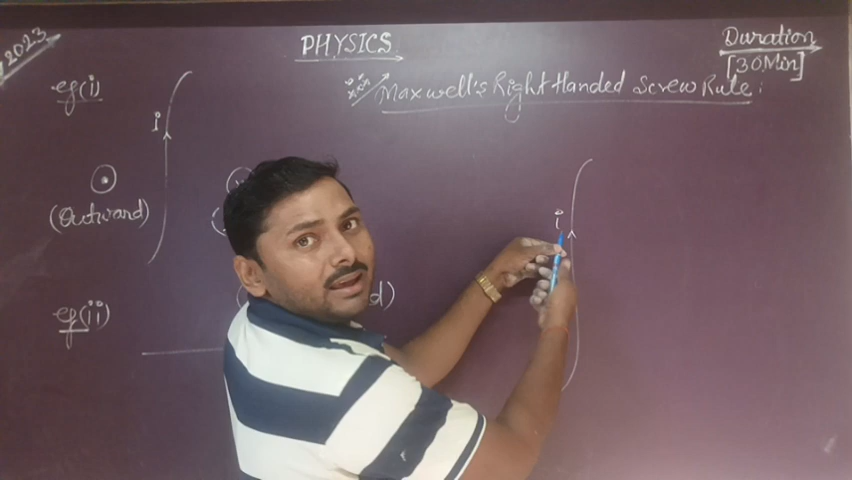 2023
PHYSICS
Duration
[30Min]
eg(i)
Maxwell's Right Handed Screw Rule:
i
i
(Outward)
d)
eg(ii)